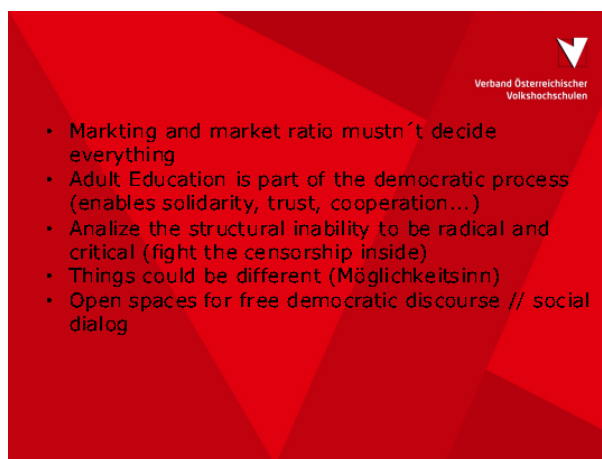 Verband Österreichischer
Volkshochschulen
• Markting and market ratio mustn´t decide
everything
• Adult Education is part of the democratic process
(enables solidarity, trust, cooperation...)
• Analize the structural inability to be radical and
critical (fight the censorship inside)
• Things could be different (Möglichkeitsinn)
• Open spaces for free democratic discourse // social
dialog